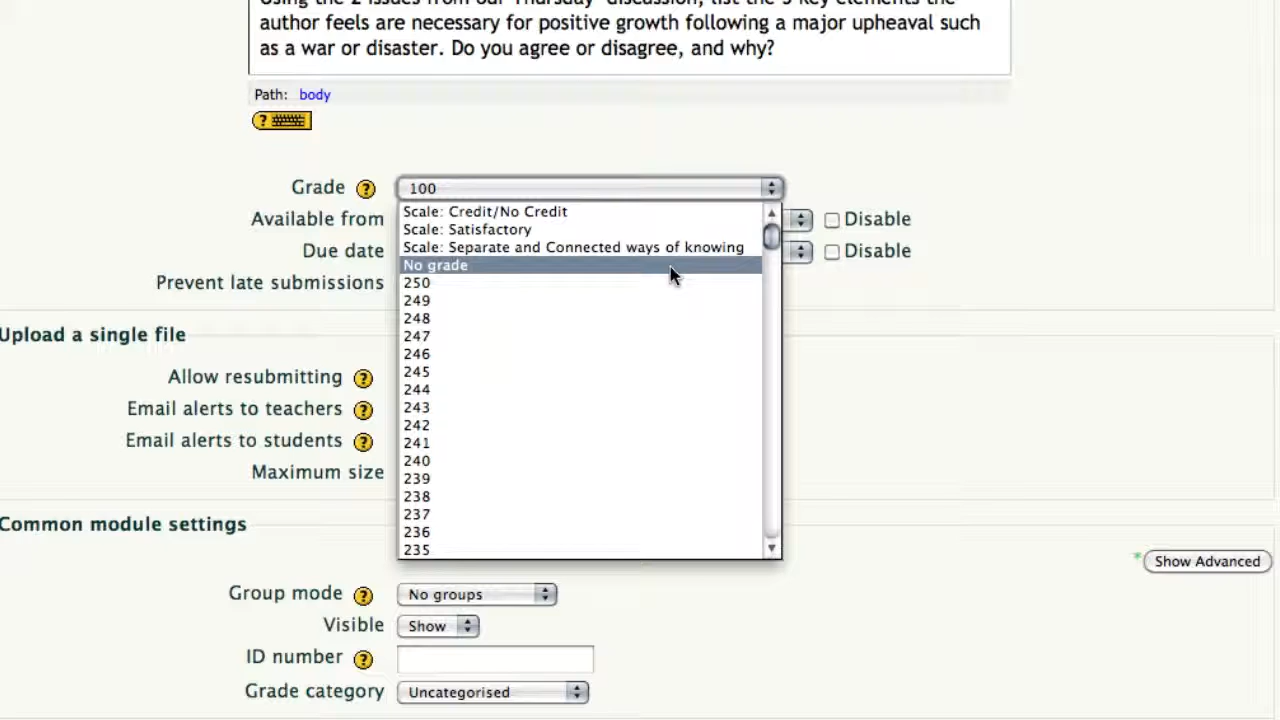 Using the 2 issues from our Thursday discussion, list the 3 key elements the
author feels are necessary for positive growth following a major upheaval such
as a war or disaster. Do you agree or disagree, and why?
Path: body
?
Grade ? 100
Scale: Credit/No Credit
Available from Disable
Scale: Satisfactory
Scale: Separate and Connected ways of knowing
Due date Disable
No grade
Prevent late submissions
250
249
248
Upload a single file
247
246
245
Allow resubmitting ?
244
243
Email alerts to teachers ?
242
241
Email alerts to students ?
240
Maximum size
239
238
237
Common module settings
236
235
* Show Advanced
Group mode ? No groups
Visible Show
ID number ?
Grade category Uncategorised